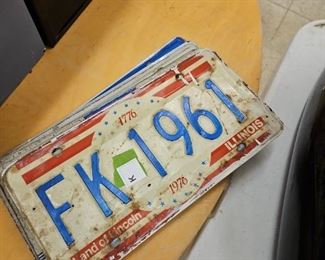 1776
FK 1961
ILLINOIS
Land of Lincoln
1976
K